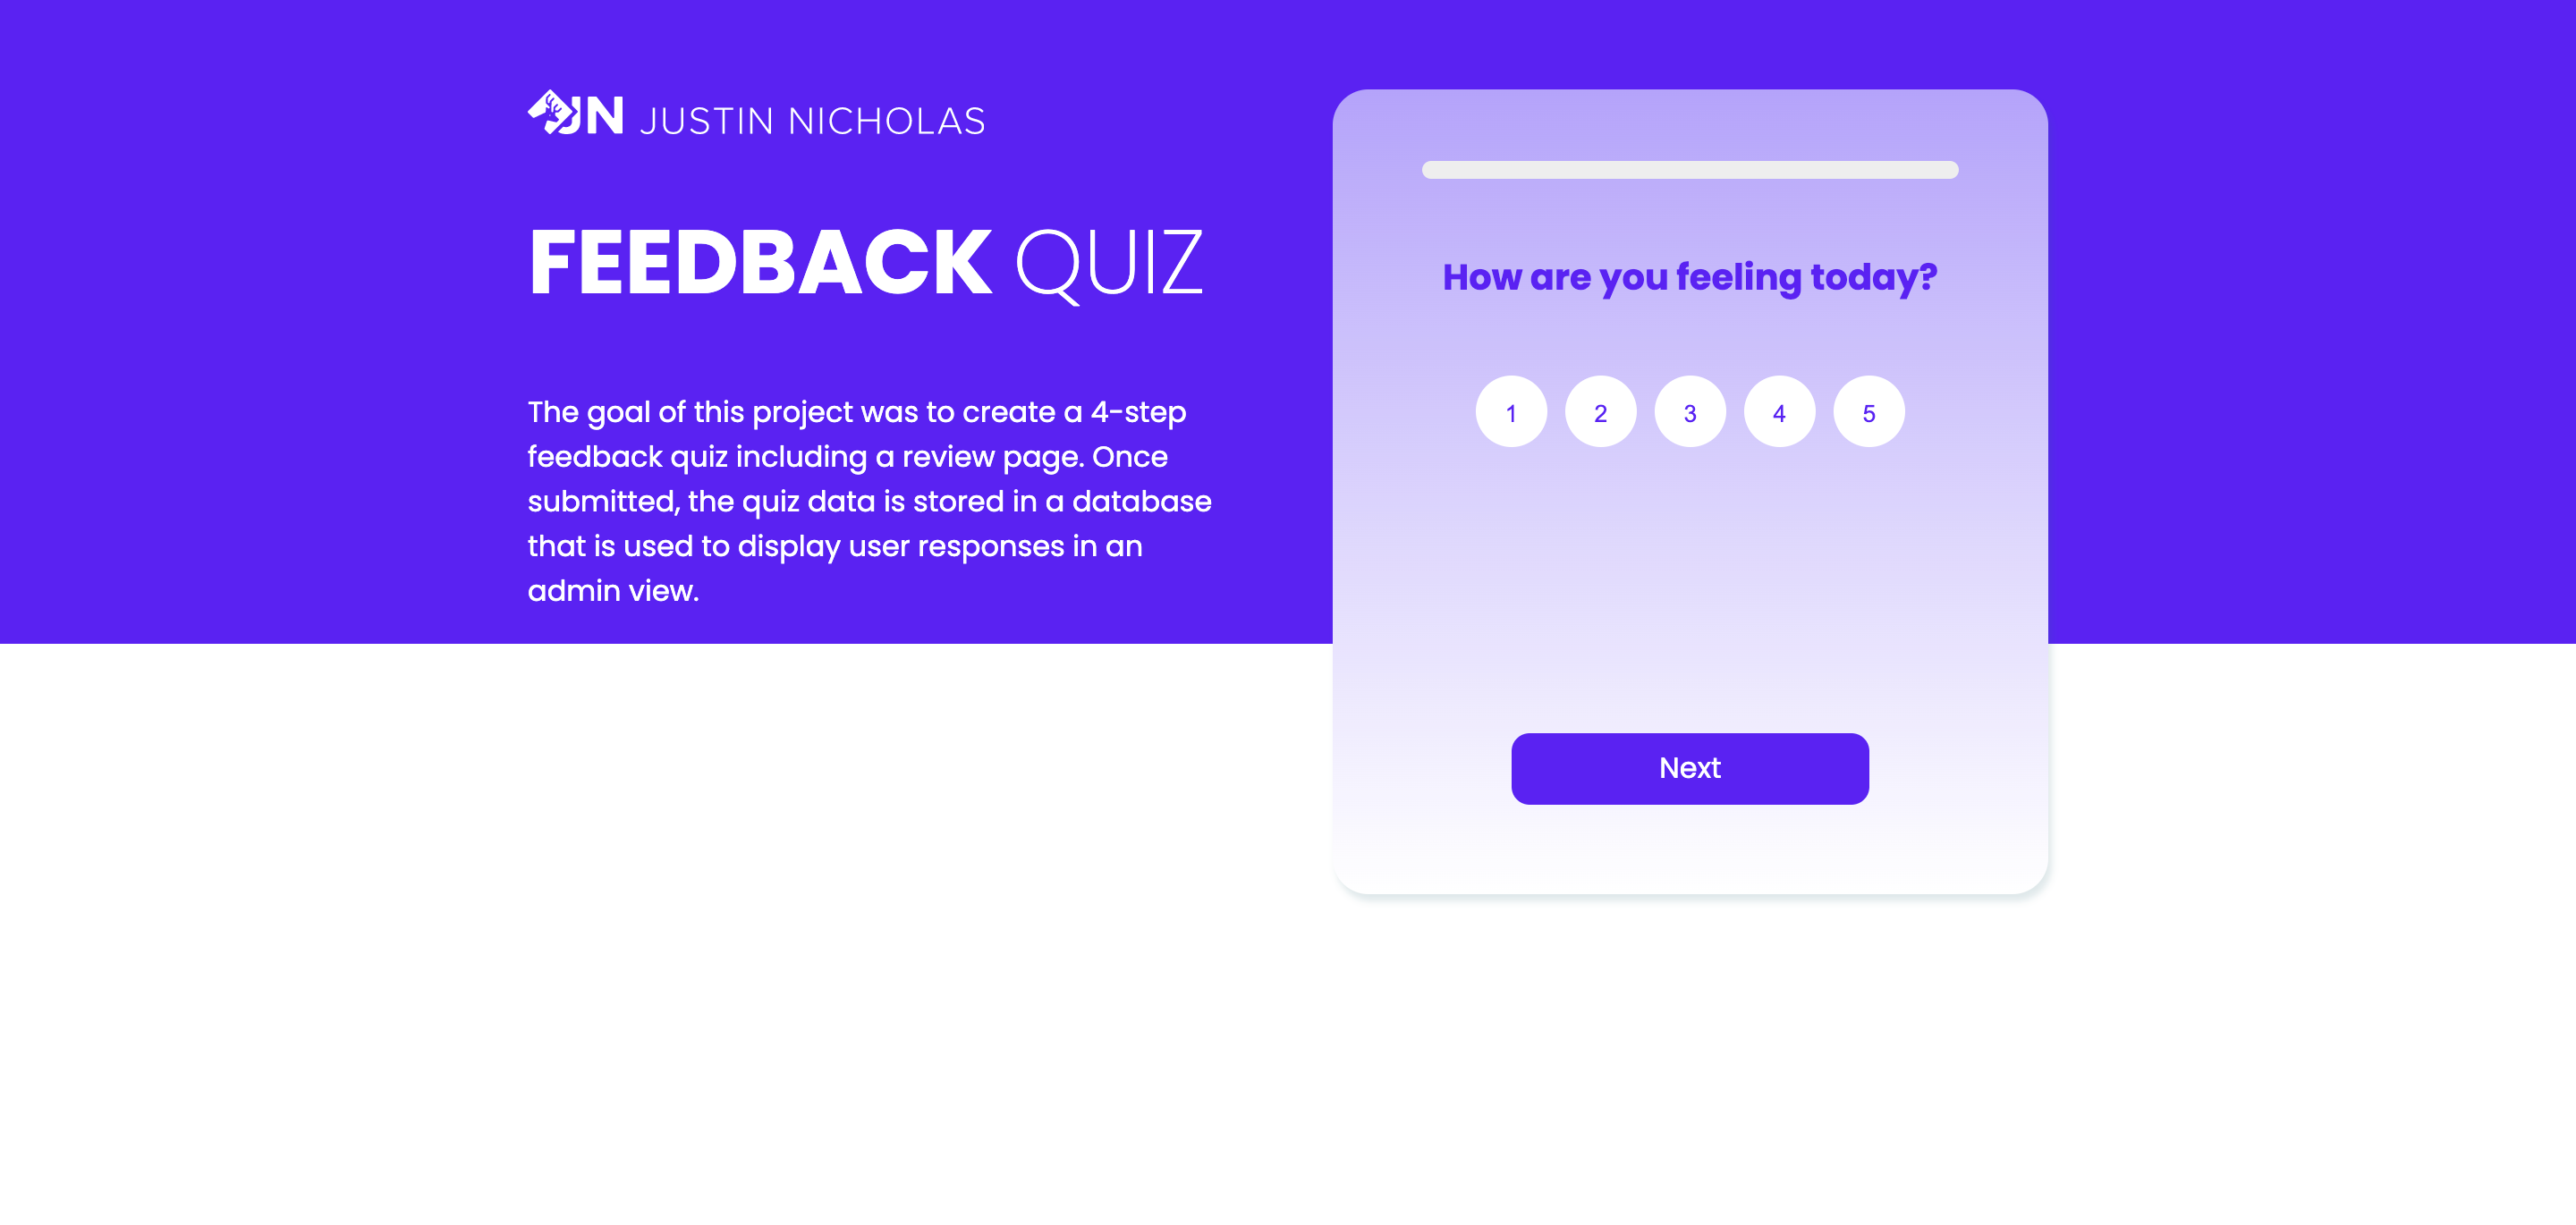 JN JUSTIN NICHOLAS
FEEDBACK QUIZ
The goal of this project was to create a 4-step
feedback quiz including a review page. Once
submitted, the quiz data is stored in a database
that is used to display user responses in an
admin view.
How are you feeling today?
1 2 3 4 5
Next